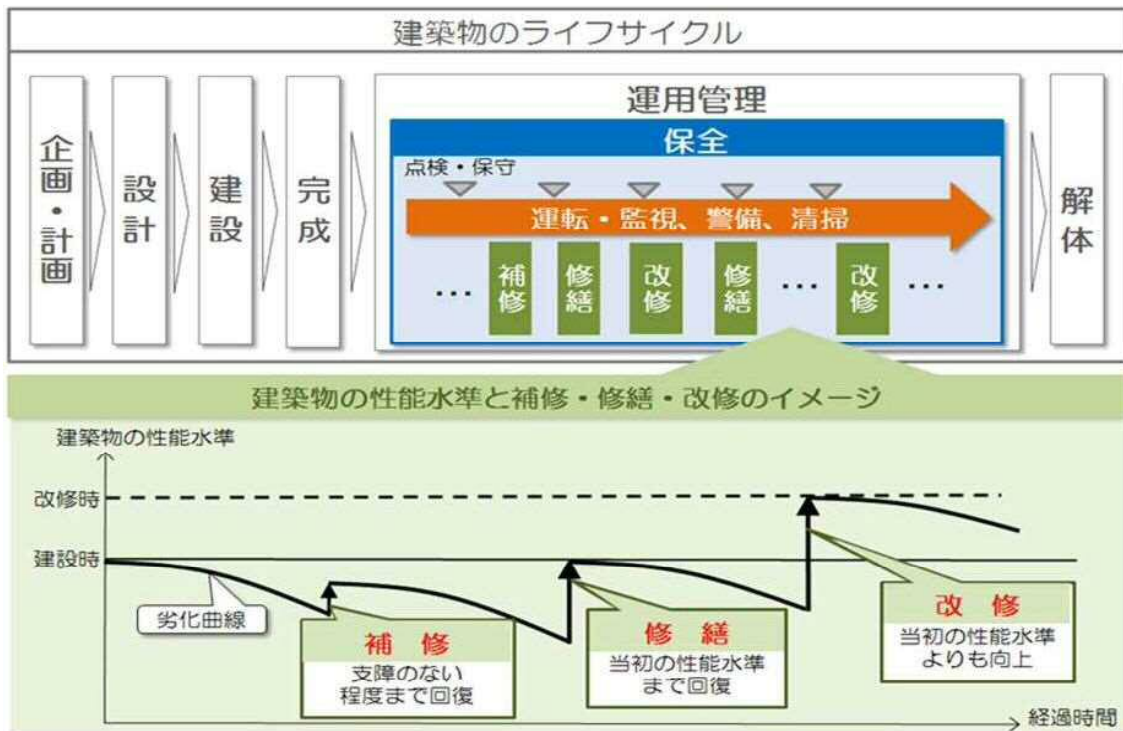 建築物のライフサイクル
企画・計画
設計
建設
完成
運用管理
保全
点検・保守
運転・監視、警備、清掃
…
補修
修繕
改修
修繕
…
改修
…
解体
建築物の性能水準と補修・修繕・改修のイメージ
建築物の性能水準
改修時
建設時
劣化曲線
補 修
支障のない
程度まで回復
修 繕
当初の性能水準
まで回復
改 修
当初の性能水準
よりも向上
経過時間